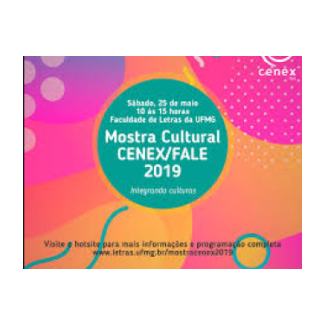 cenex
Sábado, 25 de maio
10 às 15 horas
Faculdade de Letras da UFMG
Mostra Cultural
CENEX/FALE
2019
Integrando culturas
Visite o hotsite para mais informações e programação completa
www.letras.ufmg.br/mostracenex2019